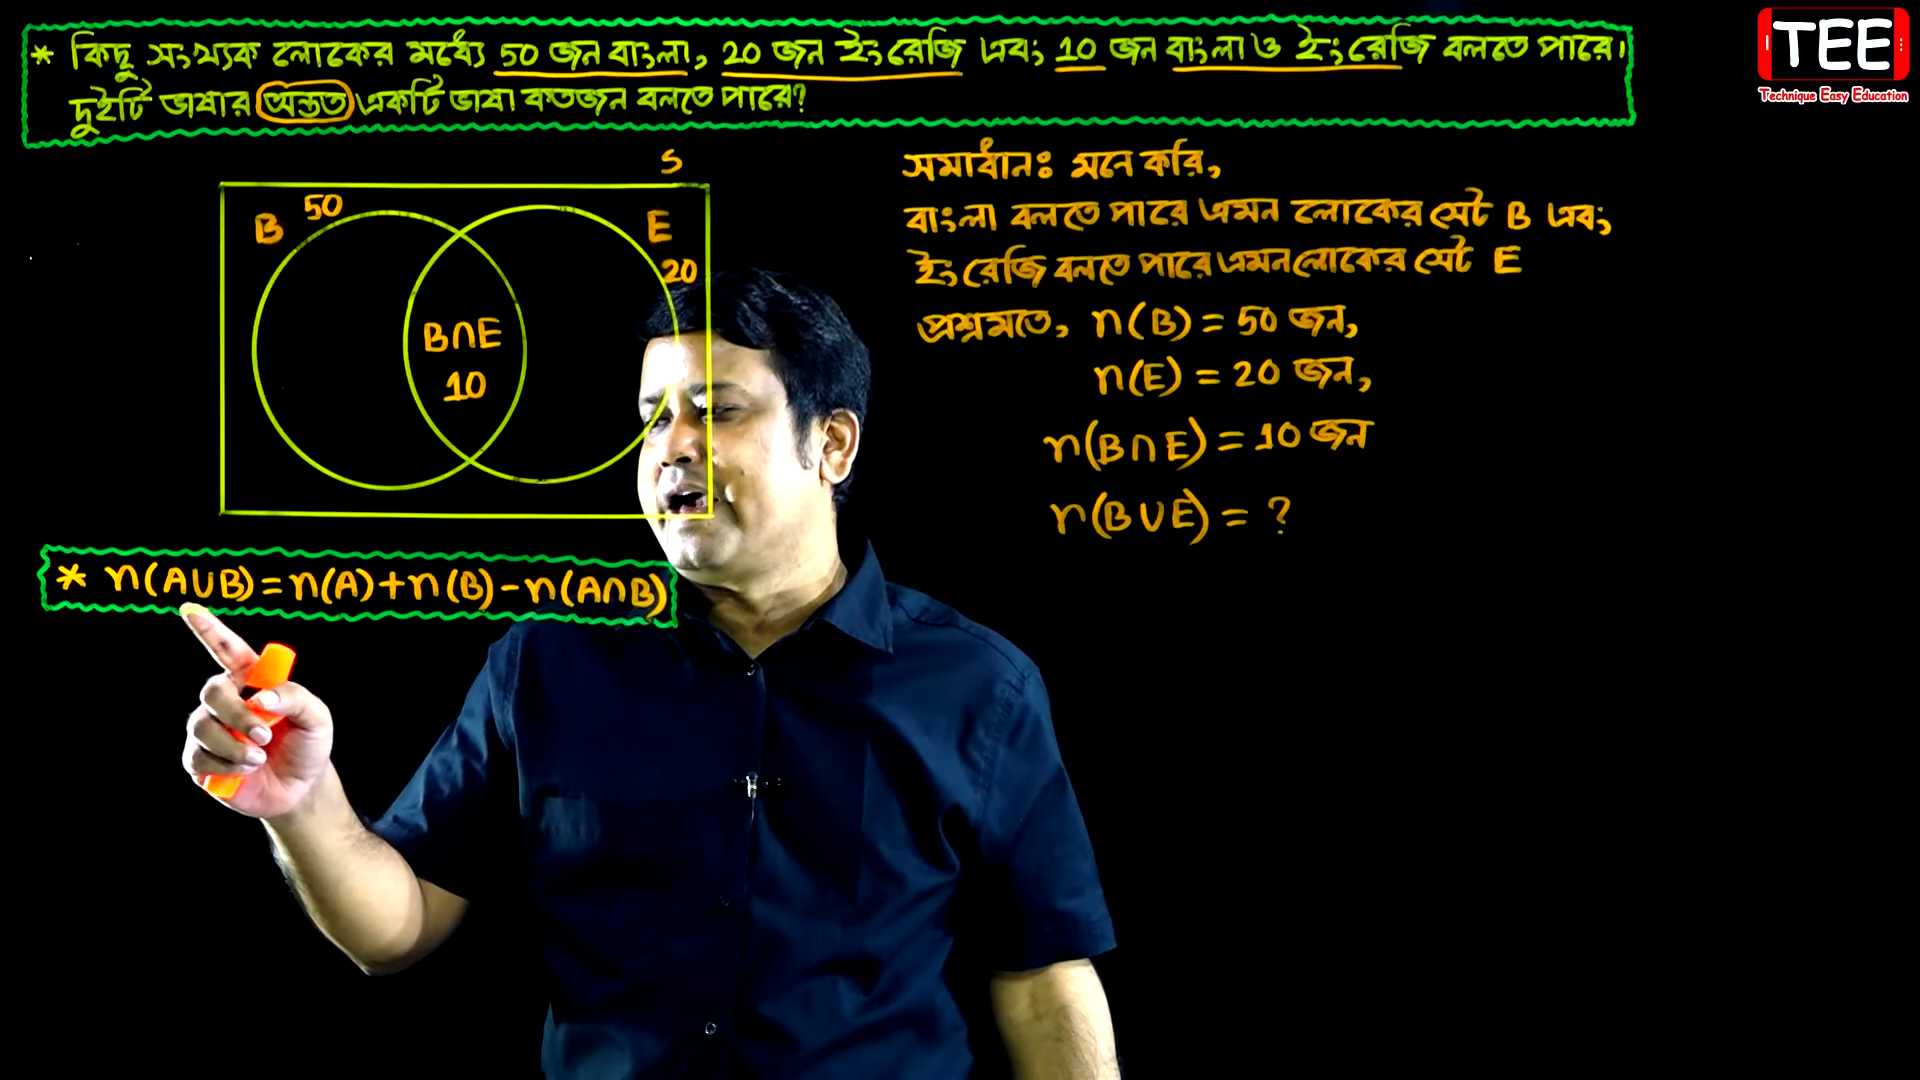 * কিছু সংখ্যক লোকের মধ্যে 50 জন বাংলা, 20 জন ইংরেজি এবং 10 জন বাংলা ও ইংরেজি বলতে পারে।
দুইটি ভাষার অন্তত একটি ভাষা কতজন বলতে পারে?
TEE
Technique Easy Education
S
B 50
E
20
B∩E
10
সমাধানঃ মনে করি,
বাংলা বলতে পারে এমন লোকের সেট B এবং
ইংরেজি বলতে পারে এমন লোকের সেট E
প্রশ্নমতে, n(B) = 50 জন,
n(E) = 20 জন,
n(B∩E) = 10 জন
n(B∪E) = ?
* n(A∪B)=n(A)+n(B)-n(A∩B)